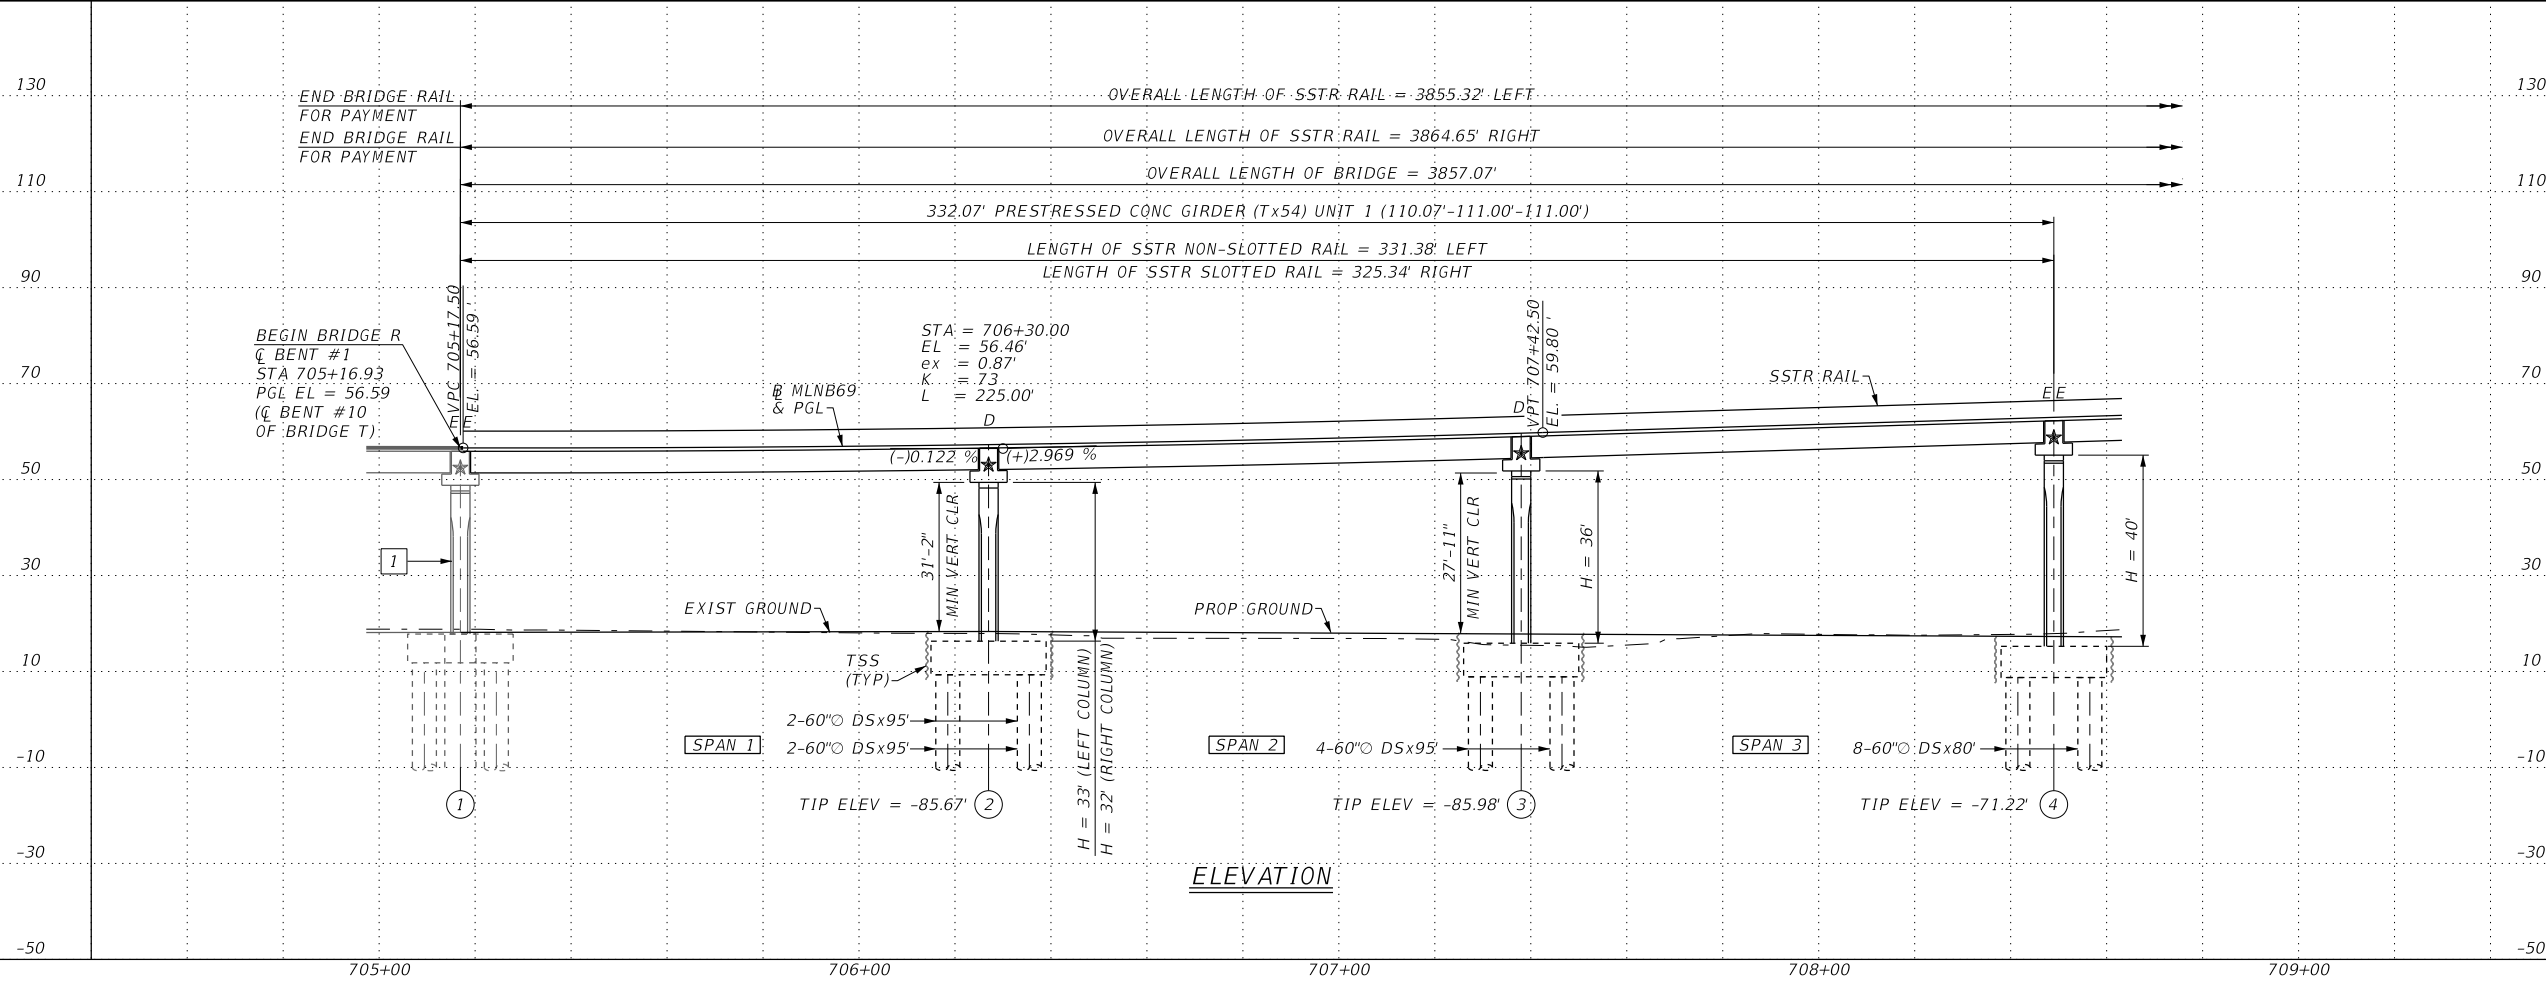 130
130
END BRIDGE RAIL
FOR PAYMENT
OVERALL LENGTH OF SSTR RAIL = 3855.32' LEFT
END BRIDGE RAIL
FOR PAYMENT
OVERALL LENGTH OF SSTR RAIL = 3864.65' RIGHT
OVERALL LENGTH OF BRIDGE = 3857.07'
110
110
332.07' PRESTRESSED CONC GIRDER (Tx54) UNIT 1 (110.07'-111.00'-111.00')
LENGTH OF SSTR NON-SLOTTED RAIL = 331.38' LEFT
LENGTH OF SSTR SLOTTED RAIL = 325.34' RIGHT
90
90
BEGIN BRIDGE R
℄ BENT #1
STA 705+16.93
PGL EL = 56.59
(℄ BENT #10
OF BRIDGE T)
VPC 705+17.50
EL. = 56.59'
E E
STA = 706+30.00
EL = 56.46'
ex = 0.87'
K = 73
L = 225.00'
D
(-)0.122 %
(+)2.969 %
MLNB69
& PGL
VPT 707+42.50
EL. = 59.80'
D
SSTR RAIL
E E
70
70
50
50
1
31'-2"
MIN VERT CLR
27'-11"
MIN VERT CLR
H = 36'
H = 40'
30
30
EXIST GROUND
PROP GROUND
TSS
(TYP)
10
10
H = 33' (LEFT COLUMN)
H = 32' (RIGHT COLUMN)
2-60"∅ DSx95'
2-60"∅ DSx95'
SPAN 1
SPAN 2
4-60"∅ DSx95'
SPAN 3
8-60"∅ DSx80'
-10
-10
1
TIP ELEV = -85.67'
2
TIP ELEV = -85.98'
3
TIP ELEV = -71.22'
4
-30
-30
ELEVATION
-50
-50
705+00
706+00
707+00
708+00
709+00